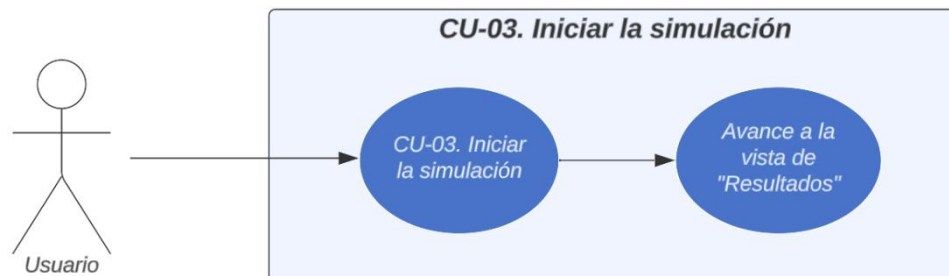 CU-03. Iniciar la simulación
CU-03. Iniciar
la simulación
Avance a la
vista de
"Resultados"
Usuario